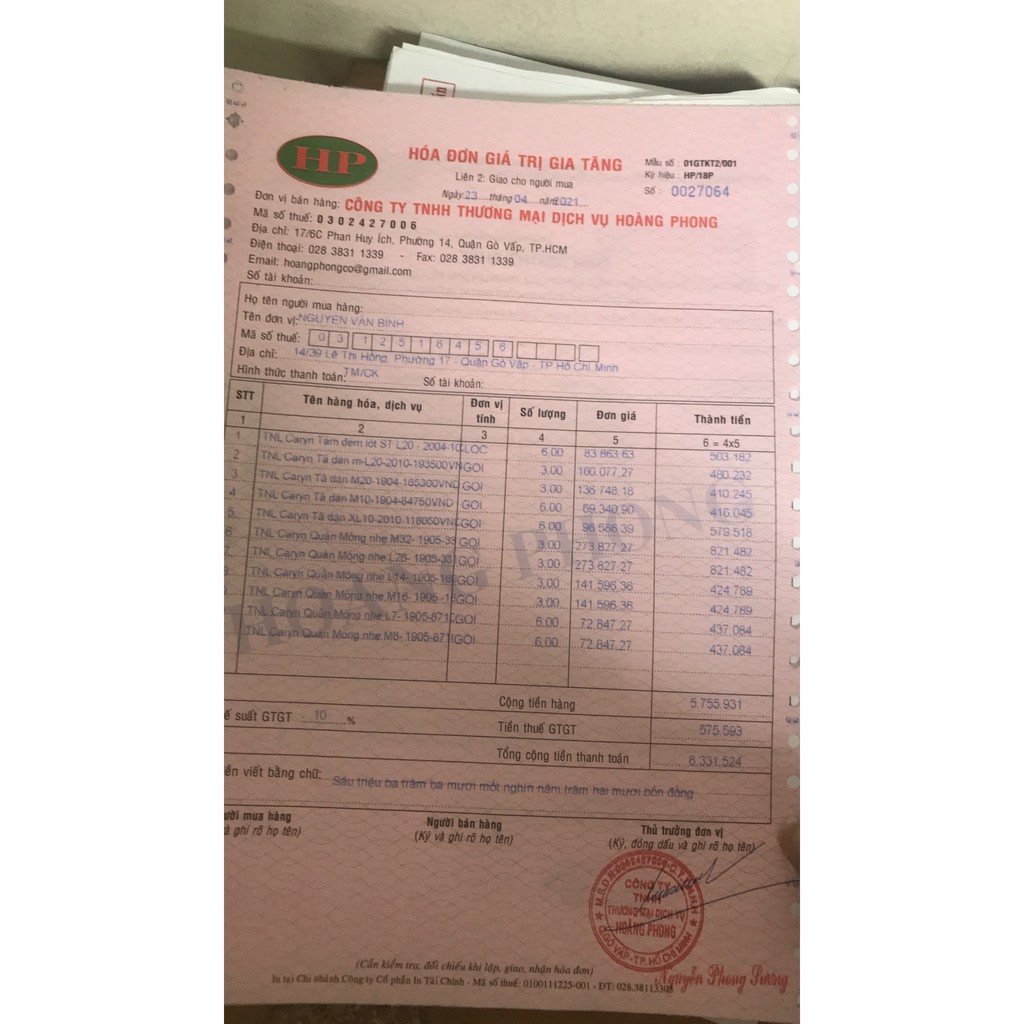 HP
HÓA ĐƠN GIÁ TRỊ GIA TĂNG
Liên 2: Giao cho người mua
Ngày 23 tháng 04 năm 2021
Mẫu số : 01GTKT2/001
Ký hiệu : HP/18P
Số : 0027064
Đơn vị bán hàng: CÔNG TY TNHH THƯƠNG MẠI DỊCH VỤ HOÀNG PHONG
Mã số thuế: 0302427006
Địa chỉ: 17/6C Phan Huy Ích, Phường 14, Quận Gò Vấp, TP.HCM
Điện thoại: 028 3831 1339 - Fax: 028 3831 1339
Email: hoangphongco@gmail.com
Số tài khoản:
Họ tên người mua hàng:
Tên đơn vị: NGUYEN VAN BINH
Mã số thuế: 03 12516456
Địa chỉ: 14/39 Lê Thị Hồng, Phường 17 - Quận Gò Vấp - TP Hồ Chí Minh
Hình thức thanh toán: TM/CK Số tài khoản:
STT Tên hàng hóa, dịch vụ Đơn vị tính Số lượng Đơn giá Thành tiền
1 2 3 4 5 6 = 4x5
1 TNL Caryn Tấm đệm lót ST L20 - 2004-10 LOC 6,00 83.863,63 503.182
2 TNL Caryn Tã dán m-L20-2010-193500VN GOI 3,00 160.077,27 480.232
3 TNL Caryn Tã dán M20-1904-165300VND GOI 3,00 136.748,18 410.245
4 TNL Caryn Tã dán M10-1904-84750VND GOI 6,00 69.340,90 416.045
5 TNL Caryn Tã dán XL10-2010-118050VN GOI 6,00 96.586,39 579.518
6 TNL Caryn Quần Mỏng nhẹ M32- 1905-33 GOI 3,00 273.827,27 821.482
TNL Caryn Quần Mỏng nhẹ L28- 1905-33 GOI 3,00 273.827,27 821.482
TNL Caryn Quần Mỏng nhẹ L14- 1905-16 GOI 3,00 141.596,36 424.789
TNL Caryn Quần Mỏng nhẹ M16- 1905-16 GOI 3,00 141.596,36 424.789
TNL Caryn Quần Mỏng nhẹ L7- 1905-871 GOI 6,00 72.847,27 437.084
TNL Caryn Quần Mỏng nhẹ M8- 1905-871 GOI 6,00 72.847,27 437.084
HOANG PHONG
Cộng tiền hàng 5.755.931
ế suất GTGT : 10 % Tiền thuế GTGT 575.593
Tổng cộng tiền thanh toán 6.331.524
ền viết bằng chữ: Sáu triệu ba trăm ba mươi mốt nghìn năm trăm hai mươi bốn đồng
ười mua hàng Người bán hàng Thủ trưởng đơn vị
và ghi rõ họ tên) (Ký và ghi rõ họ tên) (Ký, đóng dấu và ghi rõ họ tên)
M.S.D.N:0302427006-C.T.T.N.H.H
CÔNG TY
TNHH
THƯƠNG MẠI DỊCH VỤ
HOÀNG PHONG
Q.GÒ VẤP-TP.HỒ CHÍ MINH
Nguyễn Phong Sương
(Cần kiểm tra, đối chiếu khi lập, giao, nhận hóa đơn)
In tại Chi nhánh Công ty Cổ phần In Tài Chính - Mã số thuế: 0100111225-001 - ĐT: 028.38113308